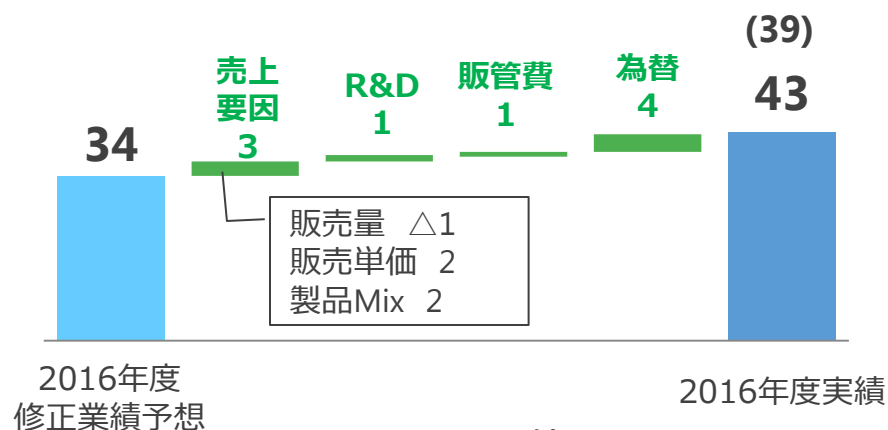 (39)
43
34
売上
要因
3
R&D
1
販管費
1
為替
4
販売量 △1
販売単価 2
製品Mix 2
2016年度
修正業績予想
2016年度実績